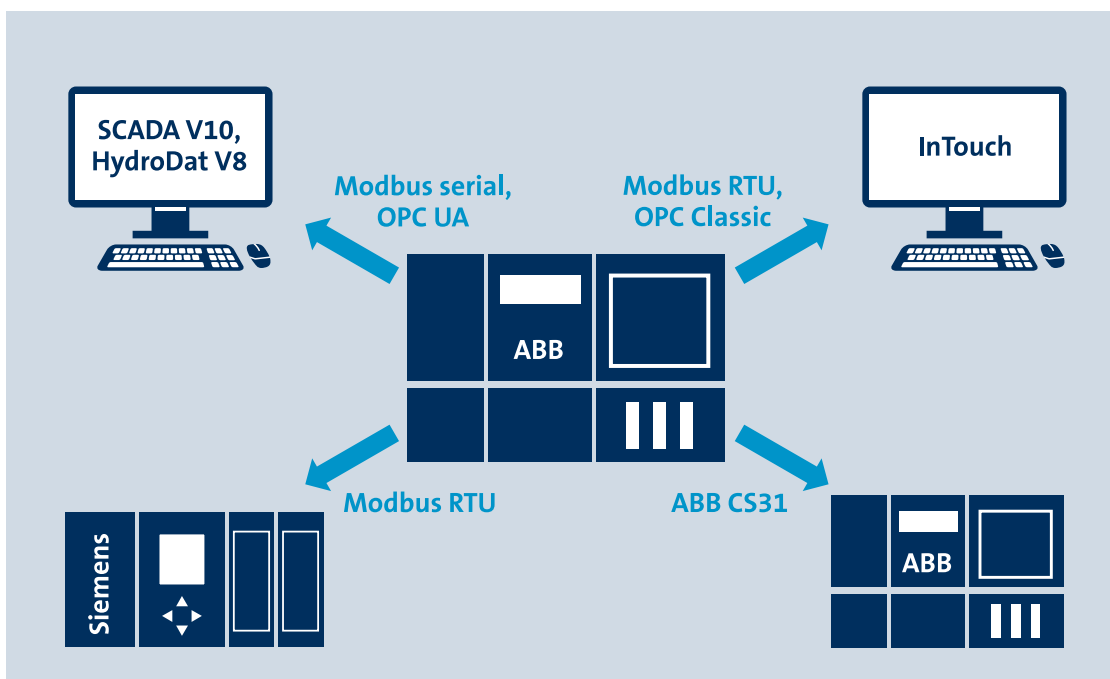 SCADA V10,
HydroDat V8
InTouch
Modbus serial,
OPC UA
Modbus RTU,
OPC Classic
ABB
Modbus RTU
ABB CS31
Siemens
ABB